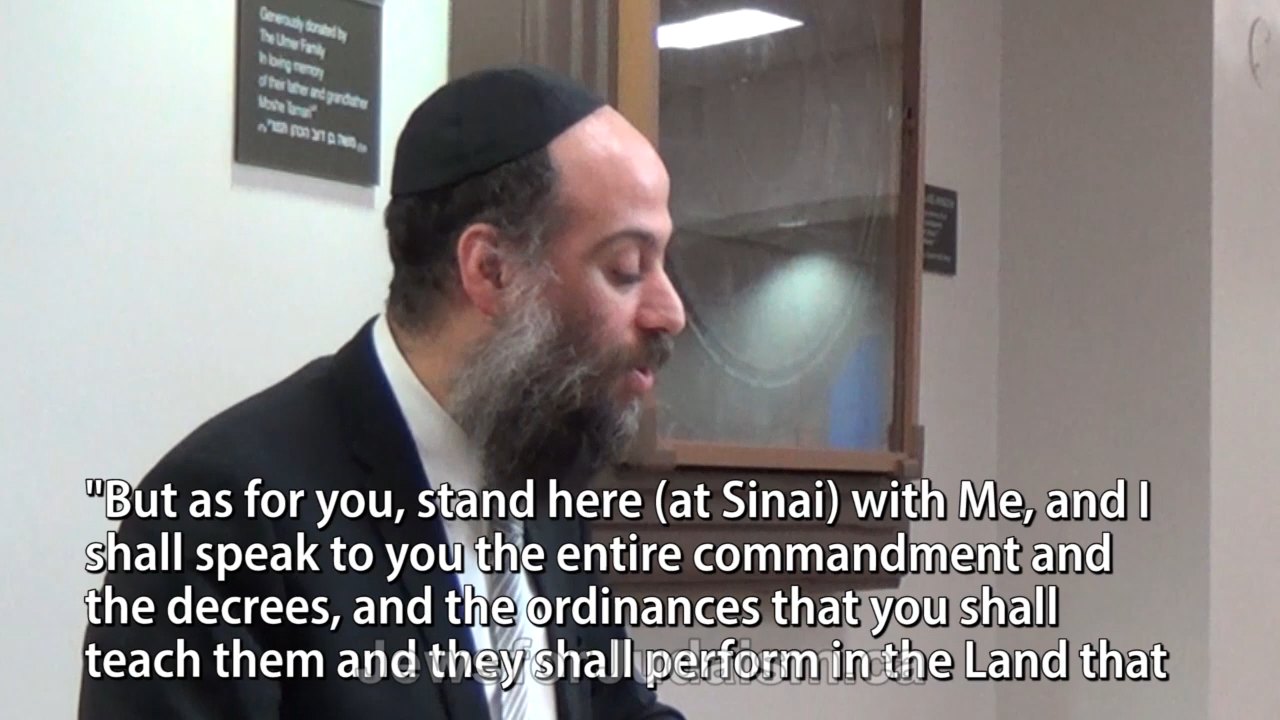 Generously donated by
The Ulmer Family
In loving memory
of their father and grandfather
Moshe Tamari
"But as for you, stand here (at Sinai) with Me, and I
shall speak to you the entire commandment and
the decrees, and the ordinances that you shall
teach them and they shall perform in the Land that
JewsforJudaism.ca